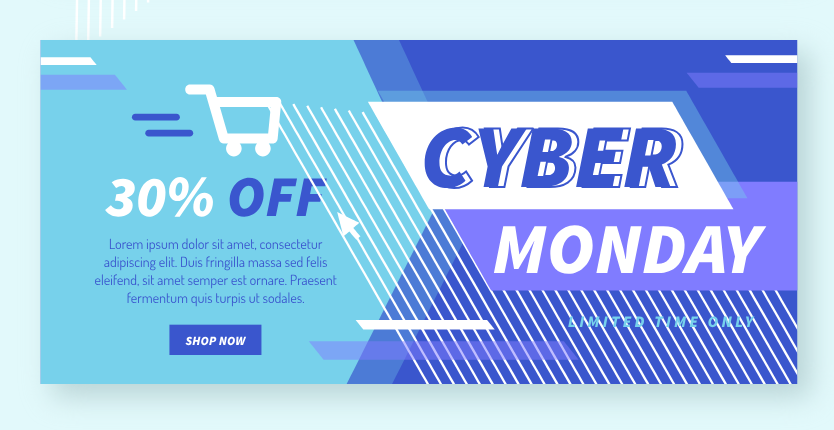 30% OFF
Lorem ipsum dolor sit amet, consectetur
adipiscing elit. Duis fringilla massa sed felis
eleifend, sit amet semper est ornare. Praesent
fermentum quis turpis ut sodales.
SHOP NOW
CYBER
MONDAY
LIMITED TIME ONLY